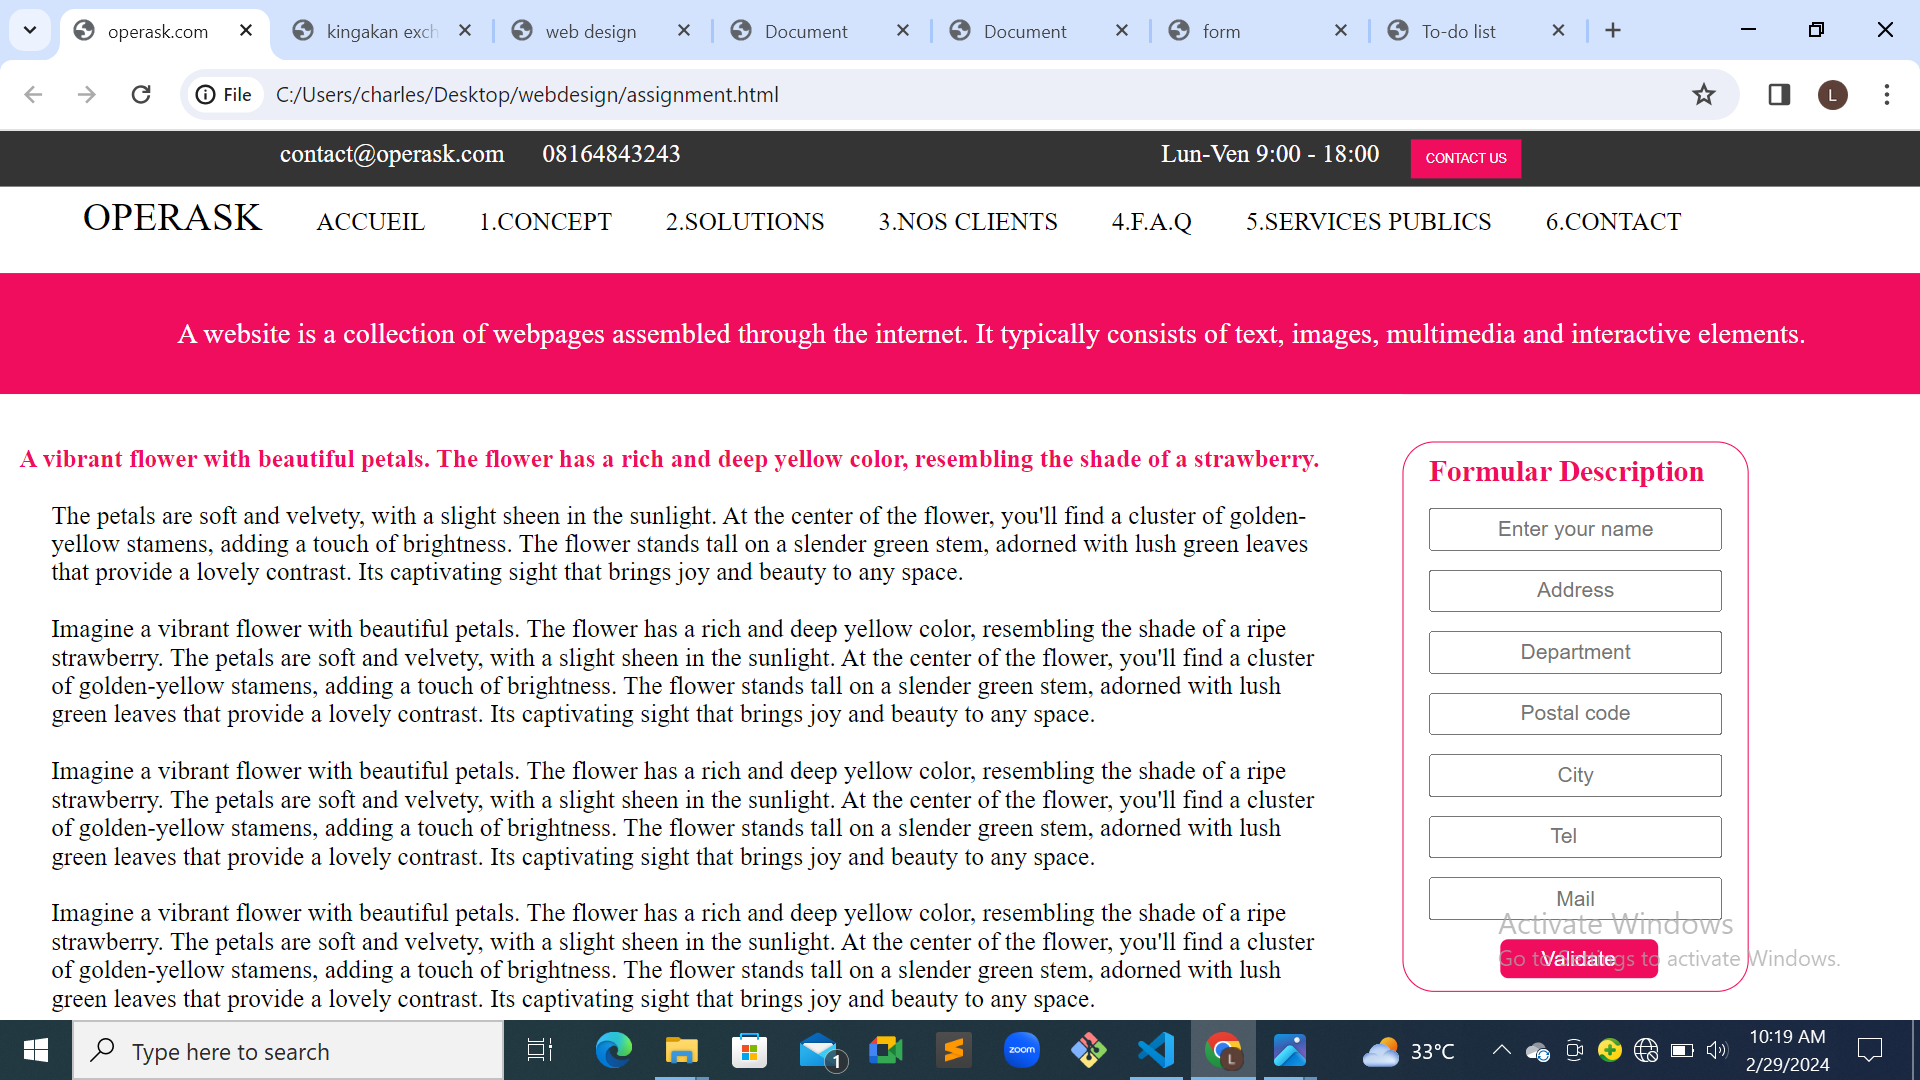 operask.com
kingakan exch
web design
Document
Document
form
To-do list
File
C:/Users/charles/Desktop/webdesign/assignment.html
L
contact@operask.com 08164843243 Lun-Ven 9:00 - 18:00 CONTACT US
OPERASK ACCUEIL 1.CONCEPT 2.SOLUTIONS 3.NOS CLIENTS 4.F.A.Q 5.SERVICES PUBLICS 6.CONTACT
A website is a collection of webpages assembled through the internet. It typically consists of text, images, multimedia and interactive elements.
A vibrant flower with beautiful petals. The flower has a rich and deep yellow color, resembling the shade of a strawberry.
The petals are soft and velvety, with a slight sheen in the sunlight. At the center of the flower, you'll find a cluster of golden-
yellow stamens, adding a touch of brightness. The flower stands tall on a slender green stem, adorned with lush green leaves
that provide a lovely contrast. Its captivating sight that brings joy and beauty to any space.
Imagine a vibrant flower with beautiful petals. The flower has a rich and deep yellow color, resembling the shade of a ripe
strawberry. The petals are soft and velvety, with a slight sheen in the sunlight. At the center of the flower, you'll find a cluster
of golden-yellow stamens, adding a touch of brightness. The flower stands tall on a slender green stem, adorned with lush
green leaves that provide a lovely contrast. Its captivating sight that brings joy and beauty to any space.
Imagine a vibrant flower with beautiful petals. The flower has a rich and deep yellow color, resembling the shade of a ripe
strawberry. The petals are soft and velvety, with a slight sheen in the sunlight. At the center of the flower, you'll find a cluster
of golden-yellow stamens, adding a touch of brightness. The flower stands tall on a slender green stem, adorned with lush
green leaves that provide a lovely contrast. Its captivating sight that brings joy and beauty to any space.
Imagine a vibrant flower with beautiful petals. The flower has a rich and deep yellow color, resembling the shade of a ripe
strawberry. The petals are soft and velvety, with a slight sheen in the sunlight. At the center of the flower, you'll find a cluster
of golden-yellow stamens, adding a touch of brightness. The flower stands tall on a slender green stem, adorned with lush
green leaves that provide a lovely contrast. Its captivating sight that brings joy and beauty to any space.
Formular Description
Enter your name
Address
Department
Postal code
City
Tel
Mail
Validate
Activate Windows
Go to Settings to activate Windows.
Type here to search
1
zoom
L
33°C
10:19 AM
2/29/2024